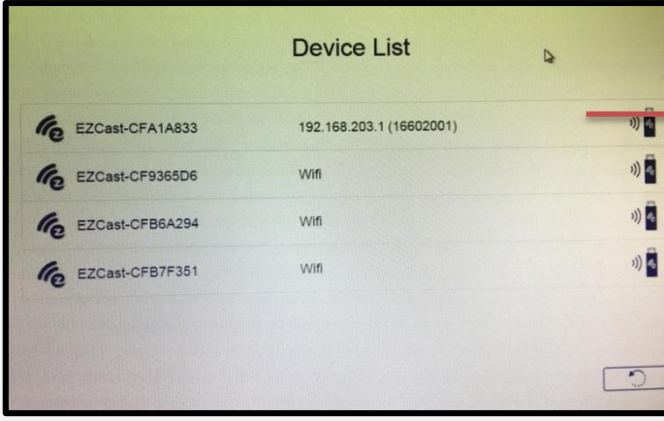 Device List
EZCast-CFA1A833 192.168.203.1 (16602001)
EZCast-CF9365D6 Wifi
EZCast-CFB6A294 Wifi
EZCast-CFB7F351 Wifi